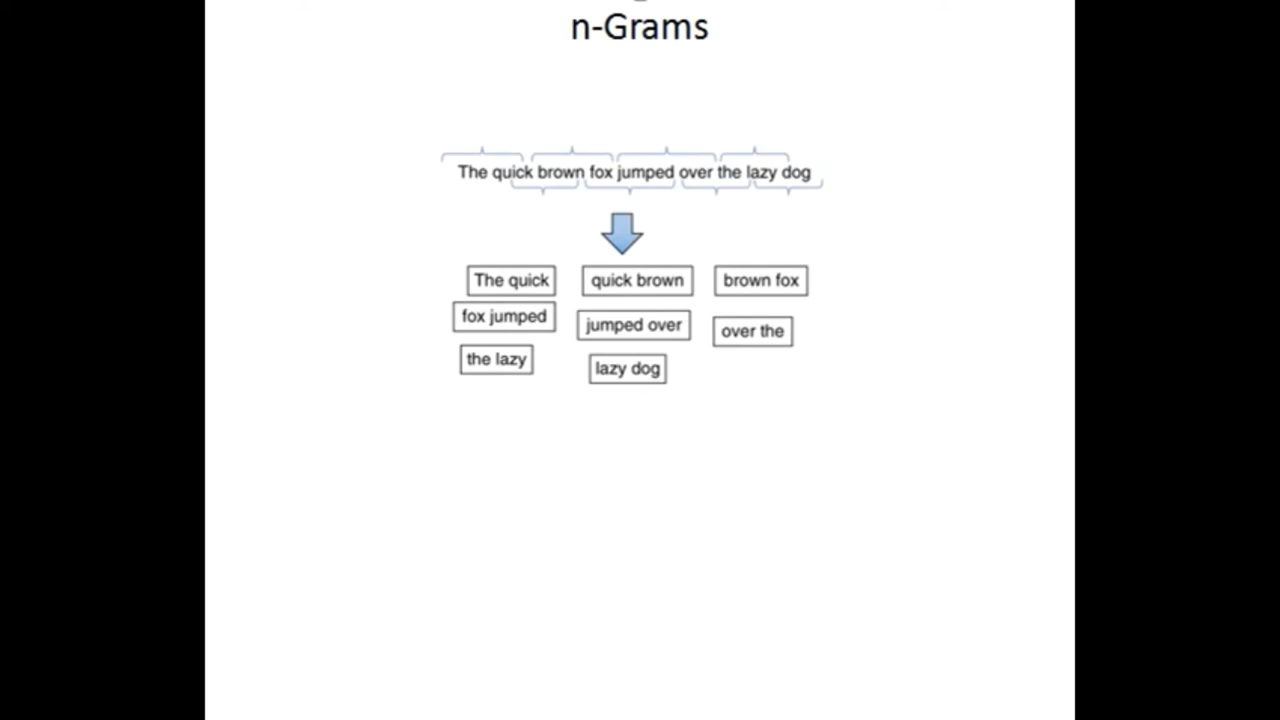 n-Grams
The quick brown fox jumped over the lazy dog
The quick
quick brown
brown fox
fox jumped
jumped over
over the
the lazy
lazy dog